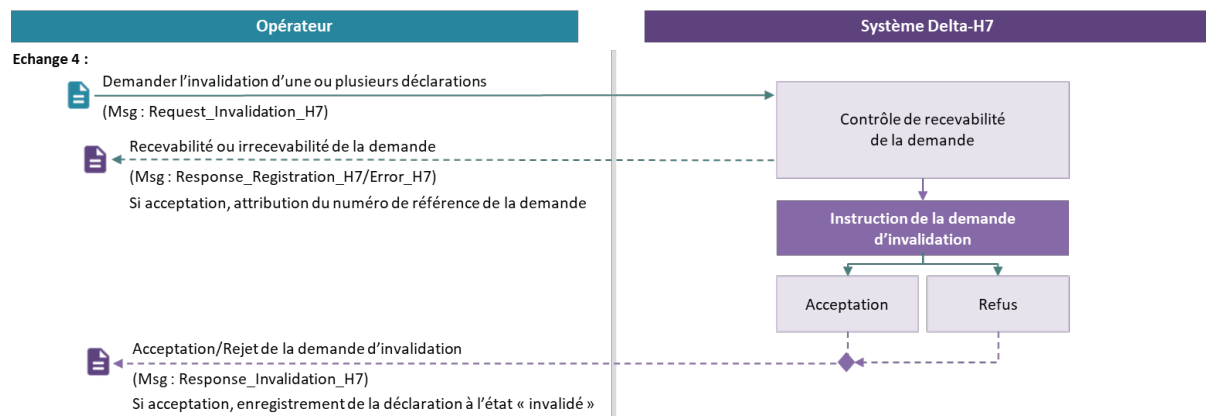 Opérateur
Système Delta-H7
Echange 4 :
Demander l’invalidation d’une ou plusieurs déclarations
(Msg : Request_Invalidation_H7)
Contrôle de recevabilité
de la demande
Recevabilité ou irrecevabilité de la demande
(Msg : Response_Registration_H7/Error_H7)
Si acceptation, attribution du numéro de référence de la demande
Instruction de la demande
d’invalidation
Acceptation
Refus
Acceptation/Rejet de la demande d’invalidation
(Msg : Response_Invalidation_H7)
Si acceptation, enregistrement de la déclaration à l’état « invalidé »